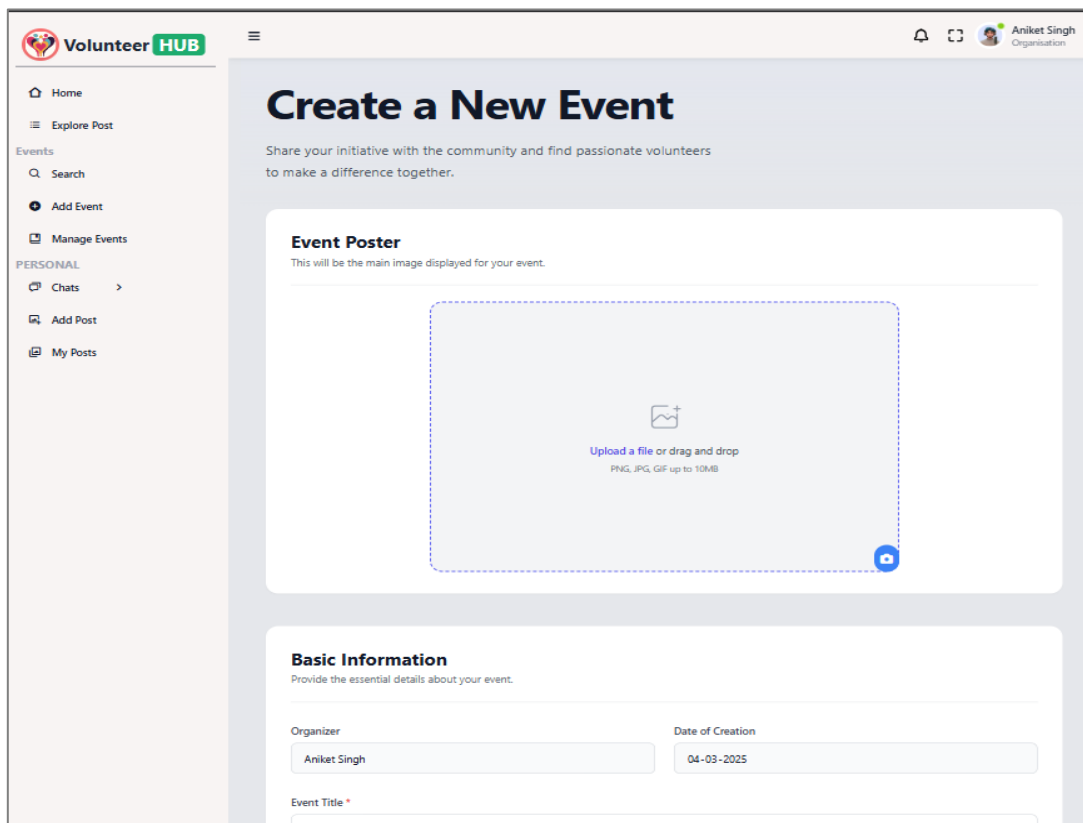 Volunteer HUB
Home
Explore Post
Events
Search
Add Event
Manage Events
PERSONAL
Chats
Add Post
My Posts
Aniket Singh
Organisation
Create a New Event
Share your initiative with the community and find passionate volunteers
to make a difference together.
Event Poster
This will be the main image displayed for your event.
Upload a file or drag and drop
PNG, JPG, GIF up to 10MB
Basic Information
Provide the essential details about your event.
Organizer
Aniket Singh
Date of Creation
04-03-2025
Event Title *